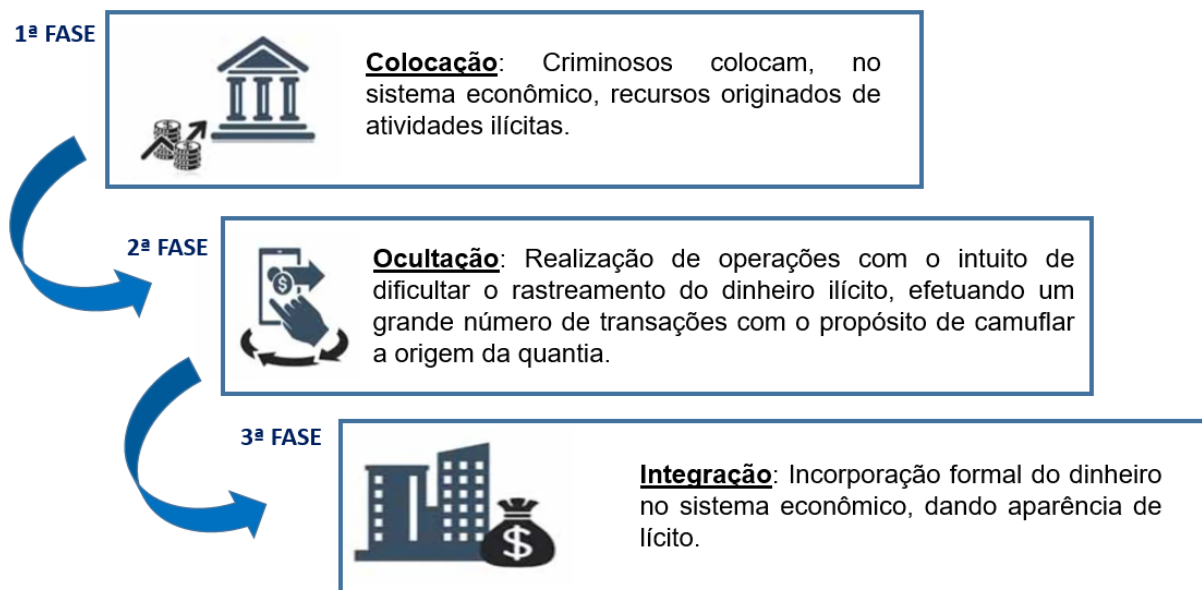 1ª FASE
Colocação: Criminosos colocam, no
sistema econômico, recursos originados de
atividades ilícitas.
2ª FASE
Ocultação: Realização de operações com o intuito de
dificultar o rastreamento do dinheiro ilícito, efetuando um
grande número de transações com o propósito de camuflar
a origem da quantia.
$
3ª FASE
Integração: Incorporação formal do dinheiro
no sistema econômico, dando aparência de
lícito.
$